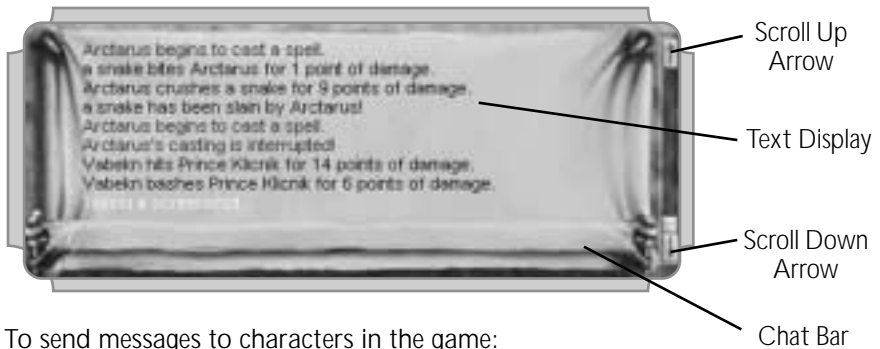 Arctarus begins to cast a spell.
a snake bites Arctarus for 1 point of damage.
Arctarus crushes a snake for 9 points of damage.
a snake has been slain by Arctarus!
Arctarus begins to cast a spell.
Arctarus's casting is interrupted!
Vabekn hits Prince Klicnik for 14 points of damage.
Vabekn bashes Prince Klicnik for 6 points of damage.
Scroll Up
Arrow
Text Display
Scroll Down
Arrow
Chat Bar
To send messages to characters in the game: